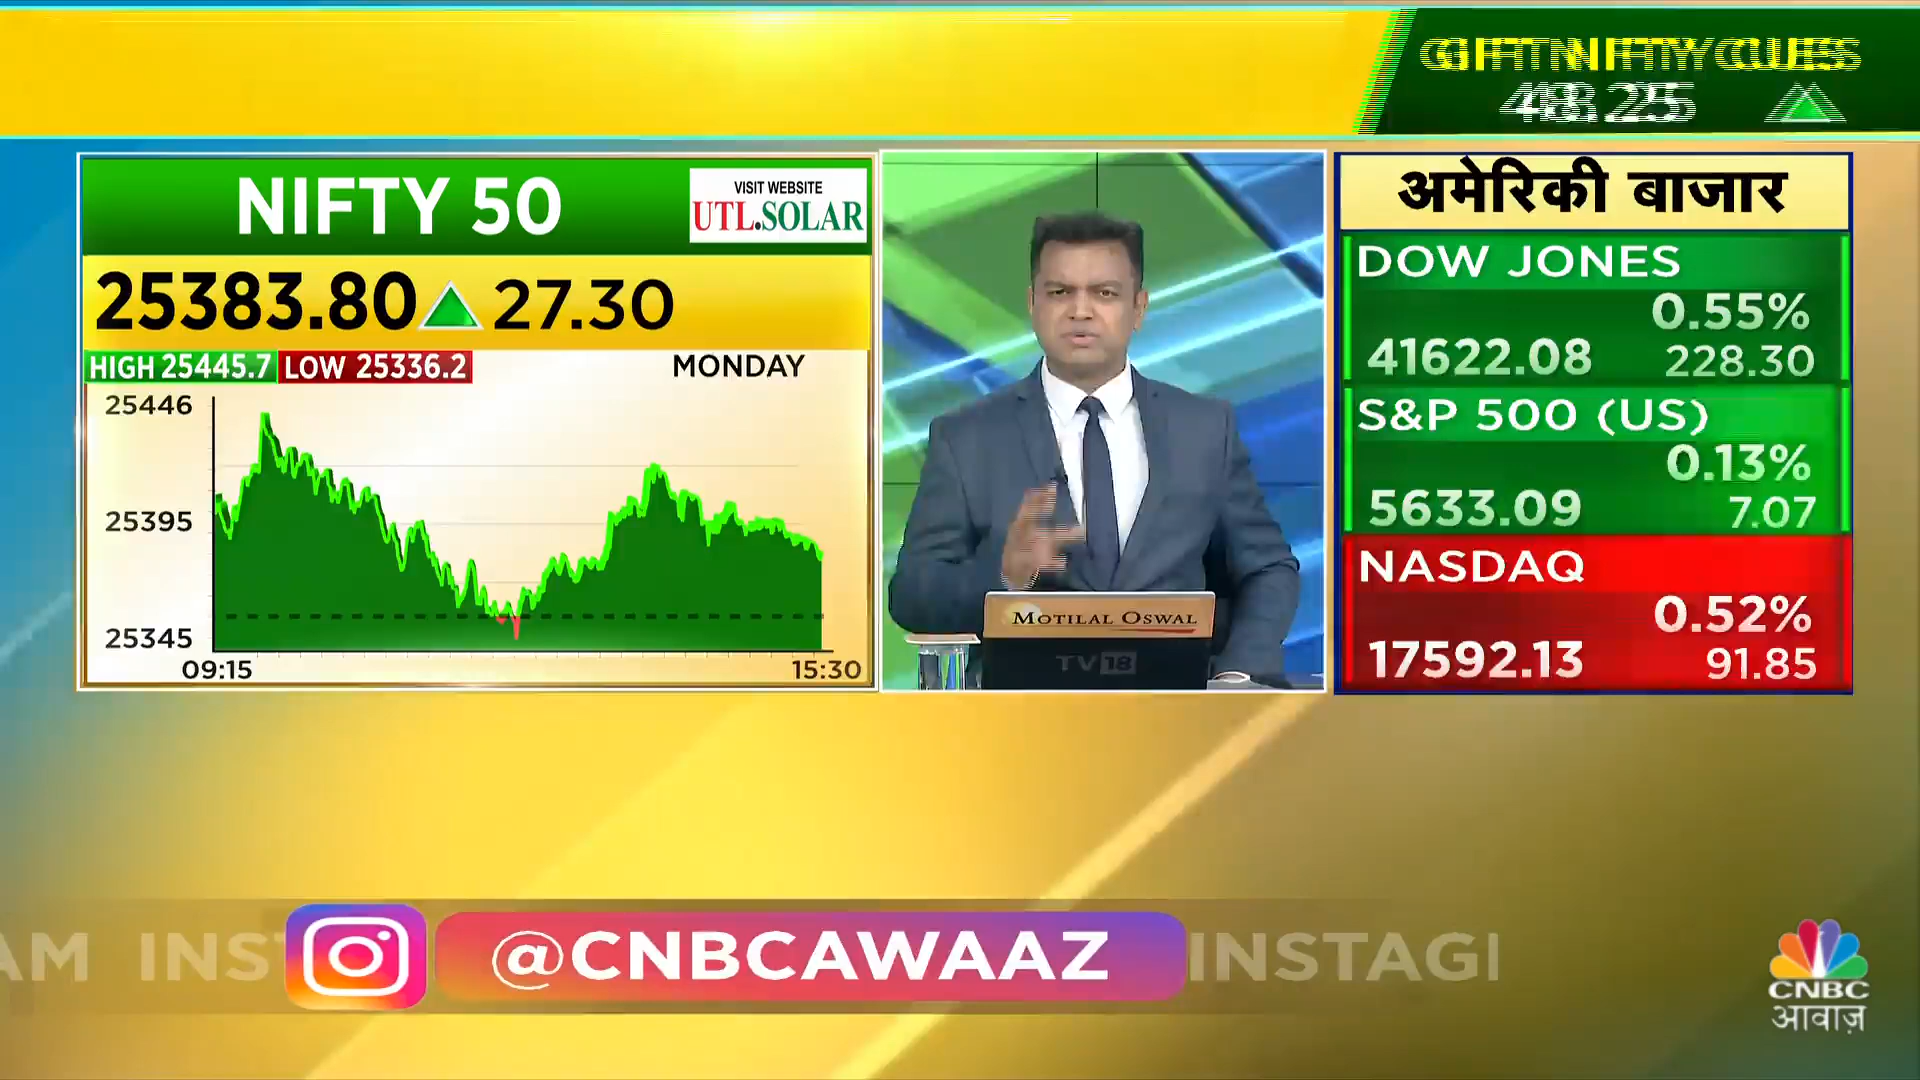 NIFTY 50
VISIT WEBSITE
UTL.SOLAR
25383.80 27.30
HIGH 25445.7 LOW 25336.2
MONDAY
25446
25395
25345
09:15
15:30
MOTILAL OSWAL
TV18
अमेरिकी बाजार
DOW JONES
0.55%
41622.08
228.30
S&P 500 (US)
0.13%
5633.09
7.07
NASDAQ
0.52%
17592.13
91.85
AM INST
@CNBCAWAAZ
INSTAGI
CNBC
आवाज़